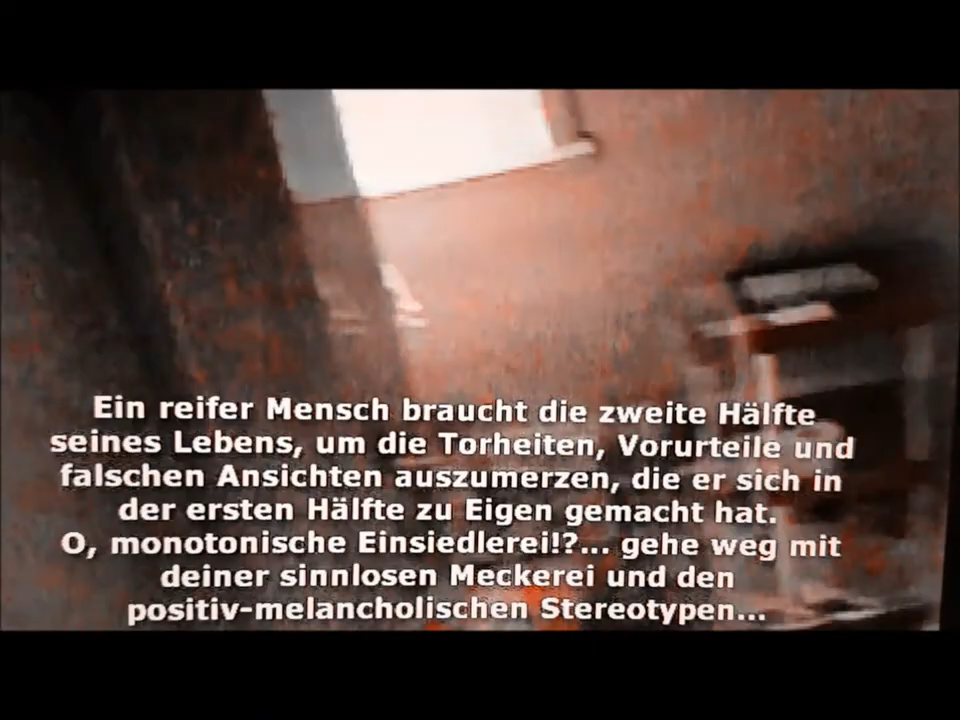 Ein reifer Mensch braucht die zweite Hälfte
seines Lebens, um die Torheiten, Vorurteile und
falschen Ansichten auszumerzen, die er sich in
der ersten Hälfte zu Eigen gemacht hat.
O, monotonische Einsiedlerei!?... gehe weg mit
deiner sinnlosen Meckerei und den
positiv-melancholischen Stereotypen...